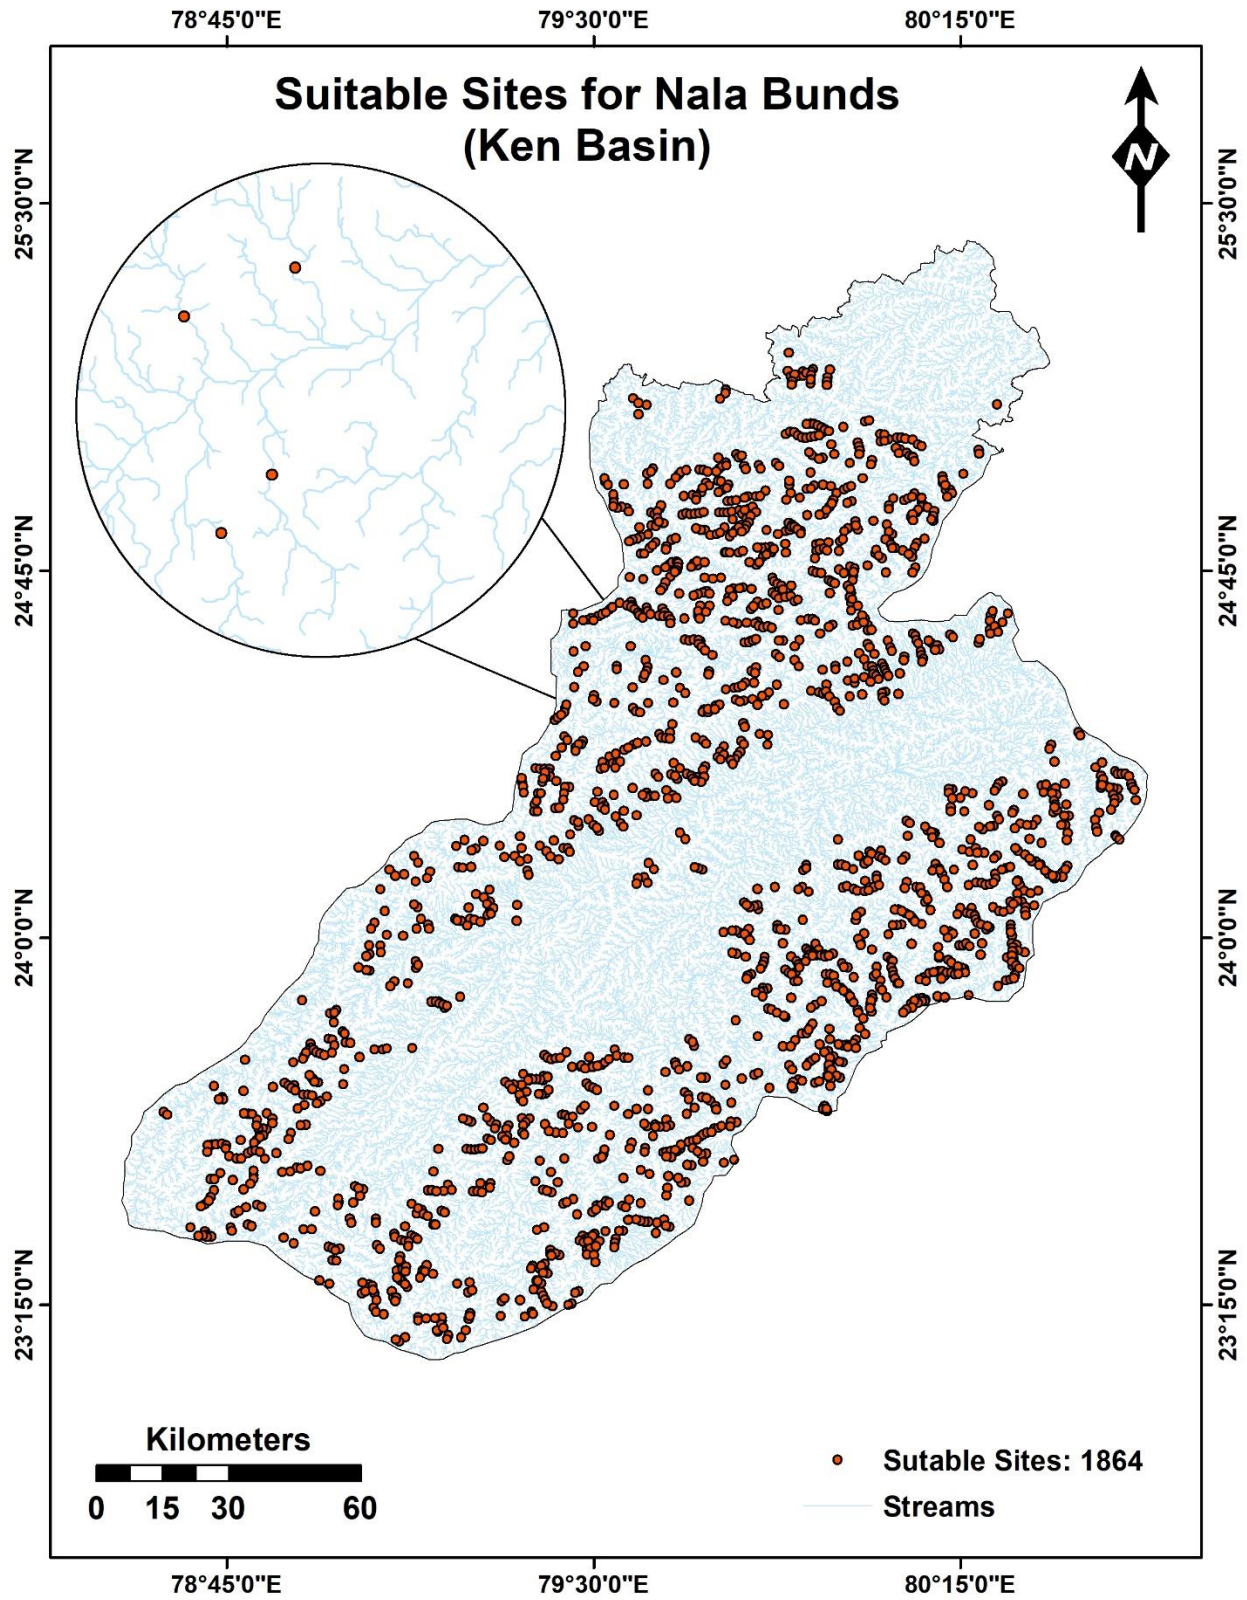 78°45'0"E 79°30'0"E 80°15'0"E
Suitable Sites for Nala Bunds
(Ken Basin)
N
25°30'0"N 25°30'0"N
24°45'0"N 24°45'0"N
24°0'0"N 24°0'0"N
23°15'0"N 23°15'0"N
Kilometers
0 15 30 60
Sutable Sites: 1864
Streams
78°45'0"E 79°30'0"E 80°15'0"E